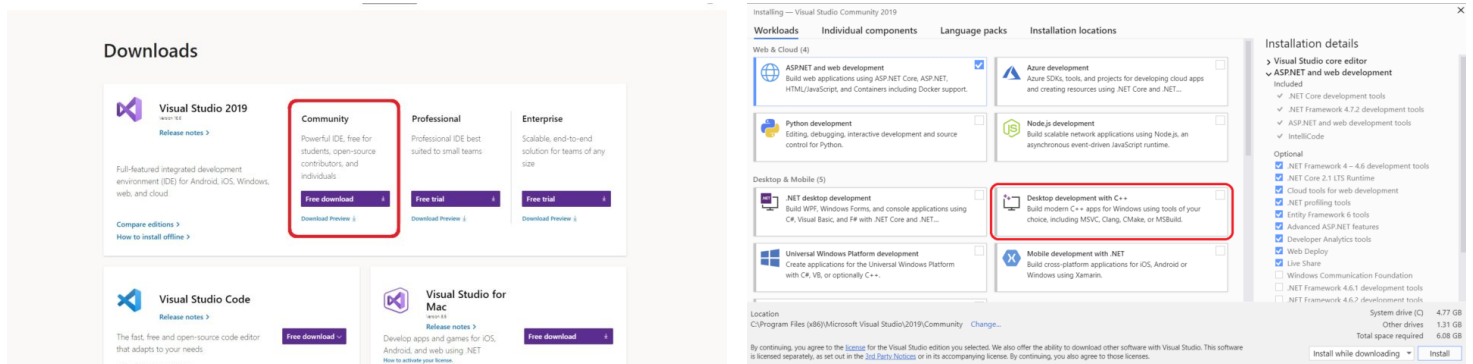 Downloads
Visual Studio 2019
Release notes >
Full-featured integrated development
environment (IDE) for Android, iOS, Windows,
web, and cloud
Compare editions >
How to install offline >
Community
Powerful IDE, free for
students, open-source
contributors, and
individuals
Free download
Download Preview
Professional
Professional IDE best
suited to small teams
Free trial
Download Preview
Enterprise
Scalable, end-to-end
solution for teams of any
size
Free trial
Download Preview
Visual Studio Code
Release notes >
The fast, free and open-source code editor
that adapts to your needs
Free download
Visual Studio for
Mac
Release notes >
Develop apps and games for iOS,
Android, and web using .NET
How to activate your license.
Free download
Installing — Visual Studio Community 2019
Workloads Individual components Language packs Installation locations
Web & Cloud (4)
ASP.NET and web development
Build web applications using ASP.NET Core, ASP.NET,
HTML/JavaScript, and Containers including Docker support.
Azure development
Azure SDKs, tools, and projects for developing cloud apps
and creating resources using .NET Core and .NET...
Python development
Editing, debugging, interactive development and source
control for Python.
Node.js development
Build scalable network applications using Node.js, an
asynchronous event-driven JavaScript runtime.
Desktop & Mobile (5)
.NET desktop development
Build WPF, Windows Forms, and console applications using
C#, Visual Basic, and F# with .NET Core and .NET...
Desktop development with C++
Build modern C++ apps for Windows using tools of your
choice, including MSVC, Clang, CMake, or MSBuild.
Universal Windows Platform development
Create applications for the Universal Windows Platform
with C#, VB, or optionally C++.
Mobile development with .NET
Build cross-platform applications for iOS, Android or
Windows using Xamarin.
Installation details
Visual Studio core editor
ASP.NET and web development
Included
.NET Core development tools
.NET Framework 4.7.2 development tools
ASP.NET and web development tools
IntelliCode
Optional
.NET Framework 4 – 4.6 development tools
.NET Core 2.1 LTS Runtime
Cloud tools for web development
.NET profiling tools
Entity Framework 6 tools
Advanced ASP.NET features
Developer Analytics tools
Web Deploy
Live Share
Windows Communication Foundation
.NET Framework 4.6.1 development tools
.NET Framework 4.6.2 development tools
Location
C:\Program Files (x86)\Microsoft Visual Studio\2019\Community Change...
By continuing, you agree to the license for the Visual Studio edition you selected. We also offer the ability to download other software with Visual Studio. This software
is licensed separately, as set out in the 3rd Party Notices or in its accompanying license. By continuing, you also agree to those licenses.
System drive (C) 4.77 GB
Other drives 1.31 GB
Total space required 6.08 GB
Install while downloading Install